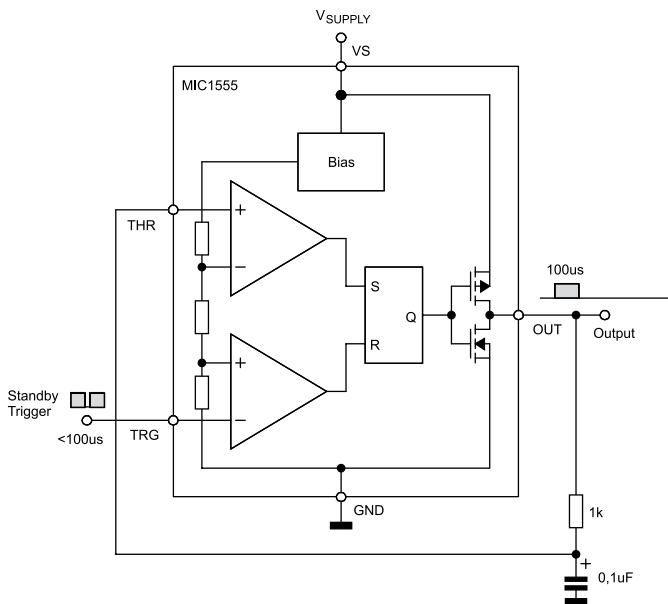 VSUPPLY
VS
MIC1555
Bias
THR
+
−
S
R
Q
+
−
100us
OUT
Output
Standby
Trigger
<100us
TRG
GND
1k
+
0,1uF